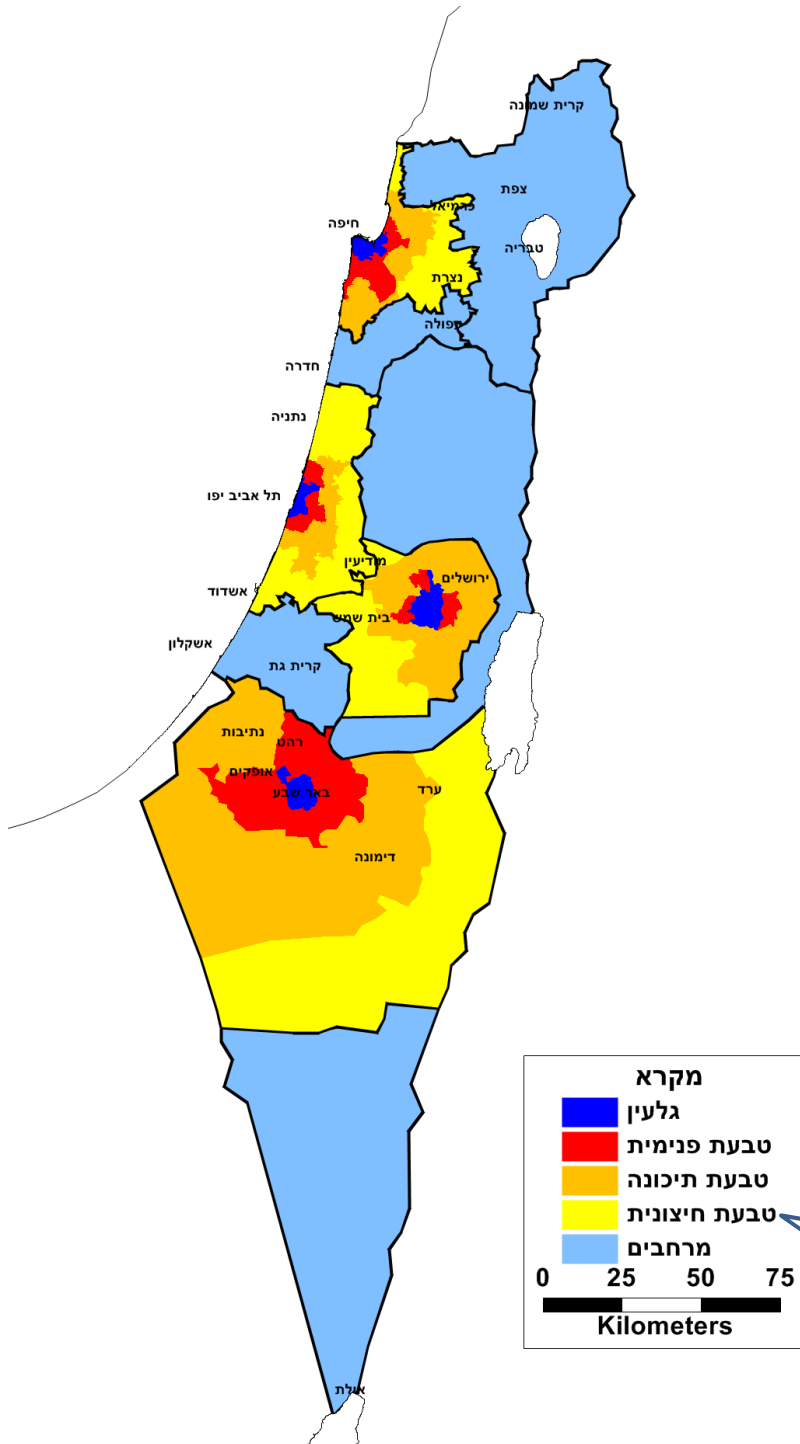 קרית שמונה
צפת
כרמיאל
חיפה
טבריה
נצרת
עפולה
חדרה
נתניה
תל אביב יפו
מודיעין
ירושלים
אשדוד
בית שמש
אשקלון
קרית גת
נתיבות
רהט
אופקים
באר שבע
ערד
דימונה
אילת
מקרא
גלעין
טבעת פנימית
טבעת תיכונה
טבעת חיצונית
מרחבים
0 25 50 75
Kilometers